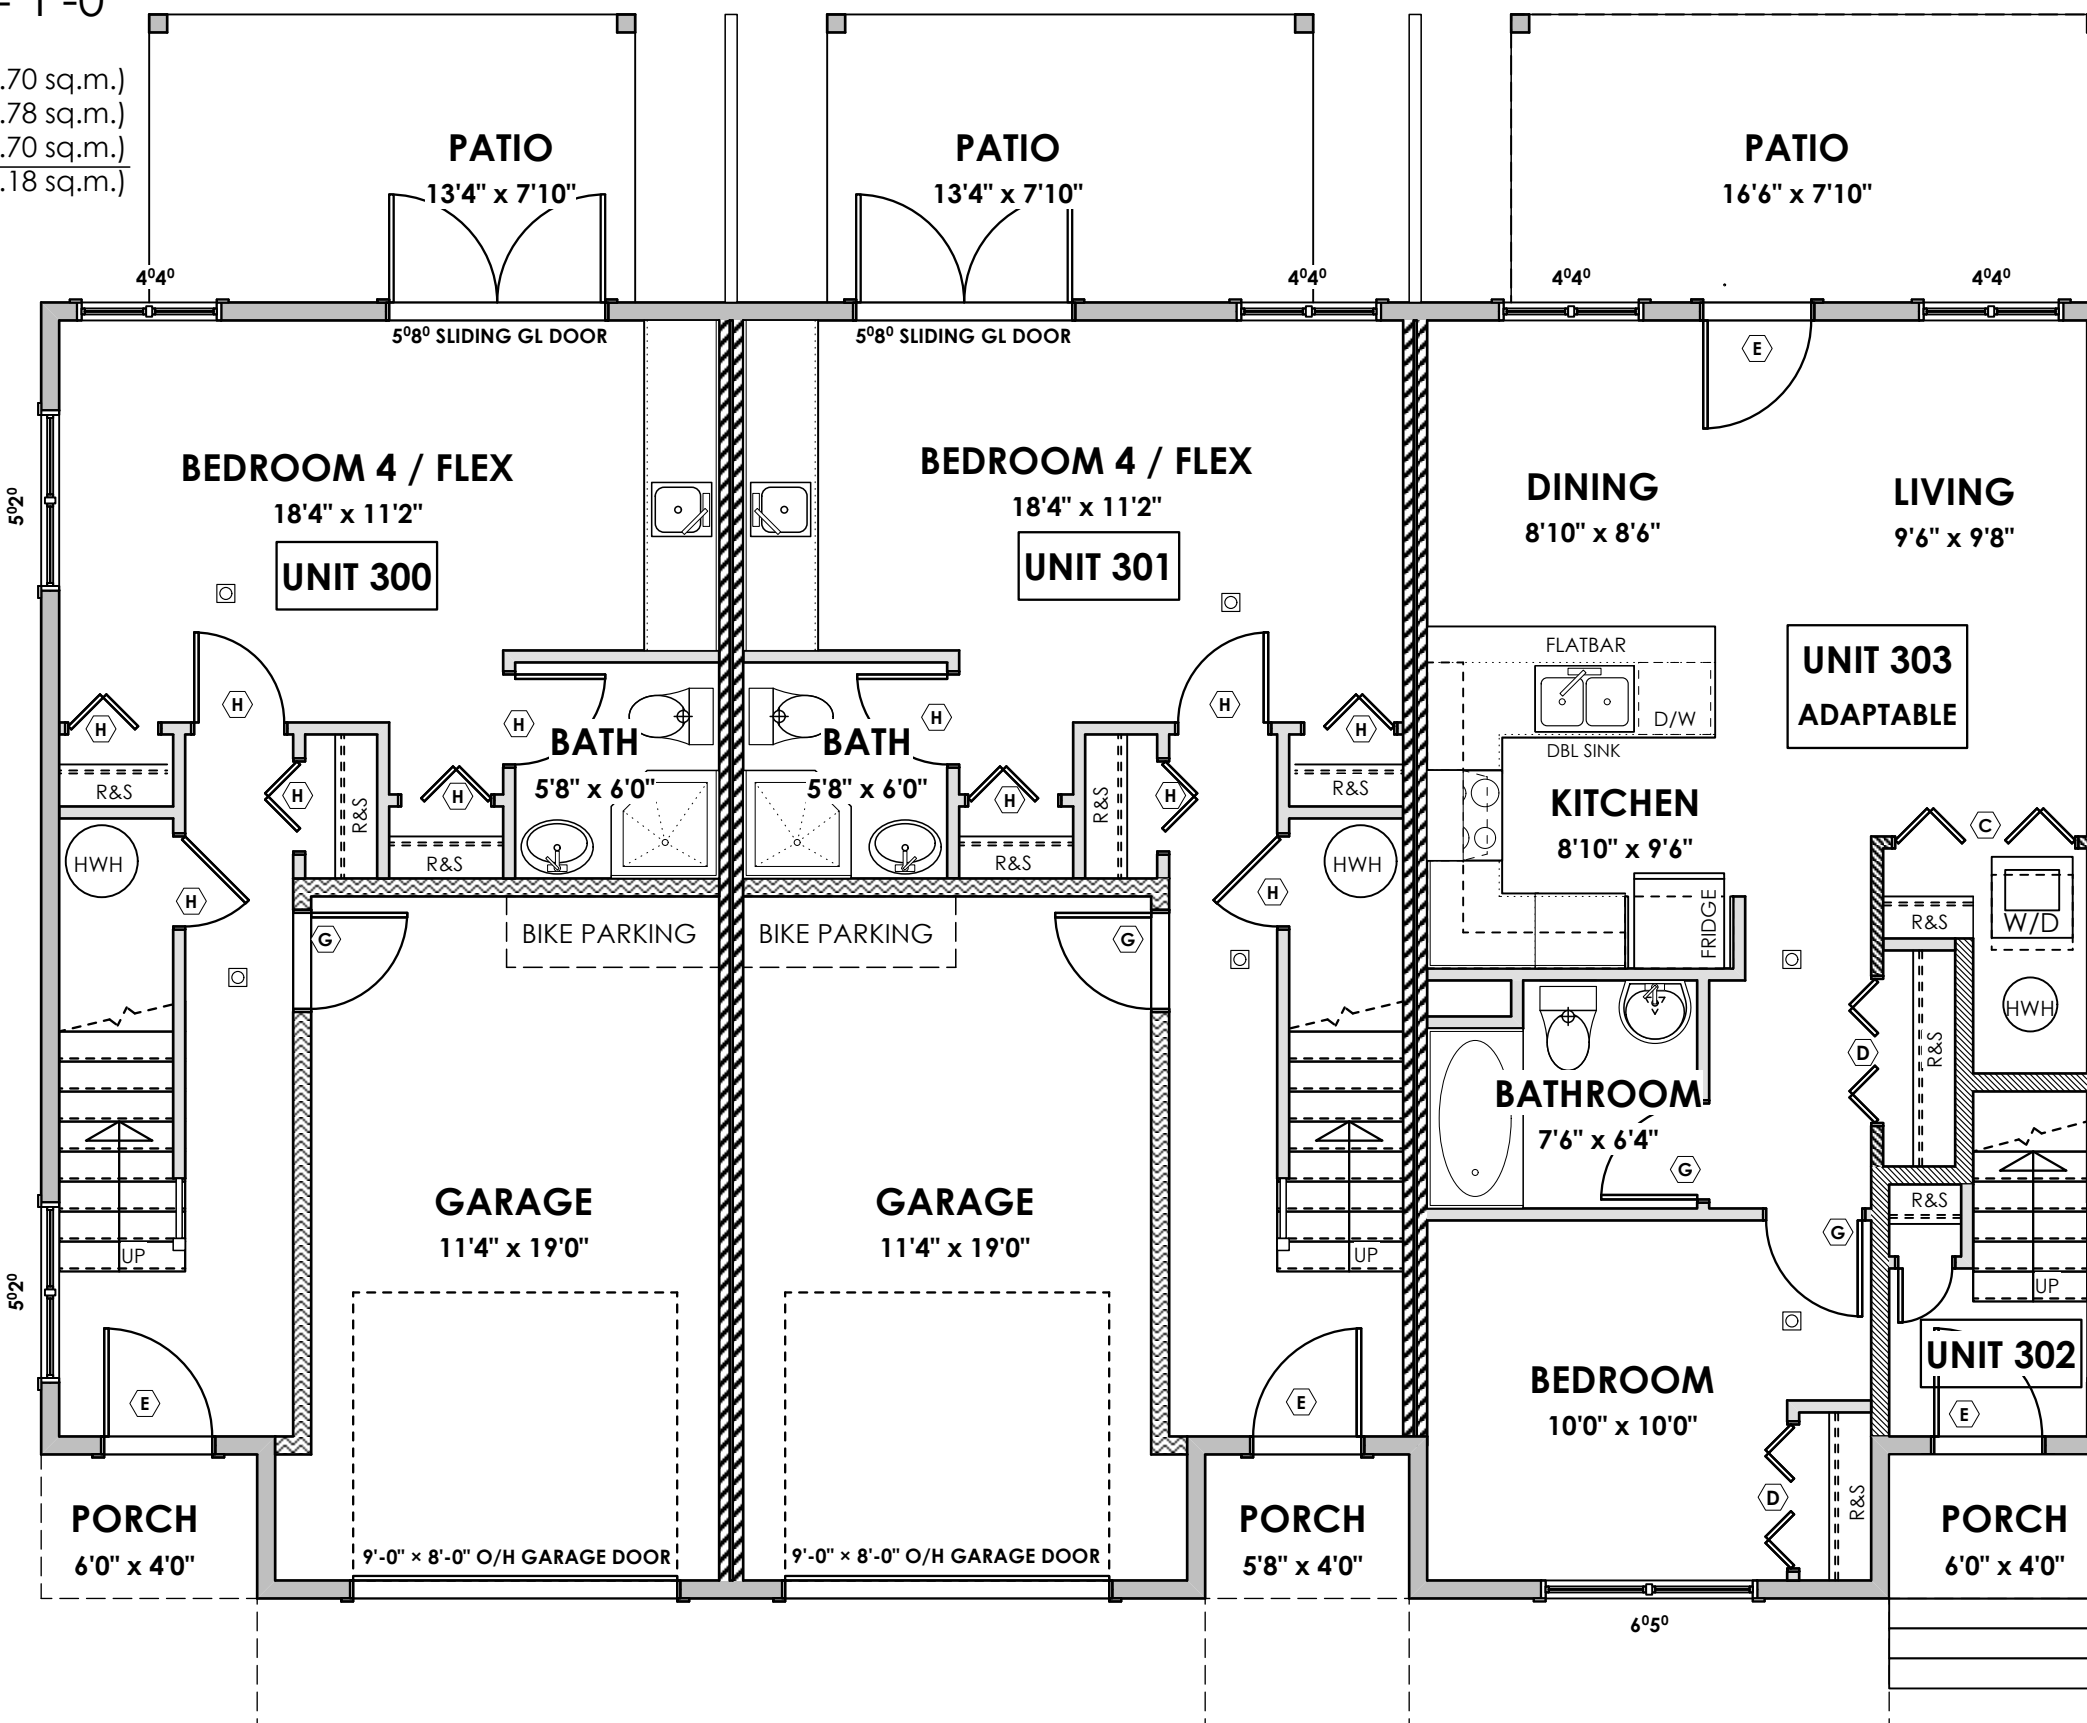 .70 sq.m.)
.78 sq.m.)
.70 sq.m.)
.18 sq.m.)
PATIO
13'4" x 7'10"
PATIO
13'4" x 7'10"
PATIO
16'6" x 7'10"
4⁰4⁰
4⁰4⁰
4⁰4⁰
4⁰4⁰
5⁰8⁰ SLIDING GL DOOR
5⁰8⁰ SLIDING GL DOOR
E
BEDROOM 4 / FLEX
18'4" x 11'2"
UNIT 300
BEDROOM 4 / FLEX
18'4" x 11'2"
UNIT 301
DINING
8'10" x 8'6"
LIVING
9'6" x 9'8"
5⁰2⁰
FLATBAR
D/W
DBL SINK
UNIT 303
ADAPTABLE
H
H
H
BATH
5'8" x 6'0"
BATH
5'8" x 6'0"
H
H
H
R&S
H
R&S
H
R&S
H
R&S
R&S
H
R&S
KITCHEN
8'10" x 9'6"
C
HWH
H
HWH
H
R&S
W/D
FRIDGE
G
BIKE PARKING
BIKE PARKING
G
HWH
D
R&S
BATHROOM
7'6" x 6'4"
G
GARAGE
11'4" x 19'0"
GARAGE
11'4" x 19'0"
R&S
G
UP
UP
UP
5⁰2⁰
UNIT 302
BEDROOM
10'0" x 10'0"
E
E
E
D
R&S
PORCH
6'0" x 4'0"
9'-0" × 8'-0" O/H GARAGE DOOR
9'-0" × 8'-0" O/H GARAGE DOOR
PORCH
5'8" x 4'0"
PORCH
6'0" x 4'0"
6⁰5⁰